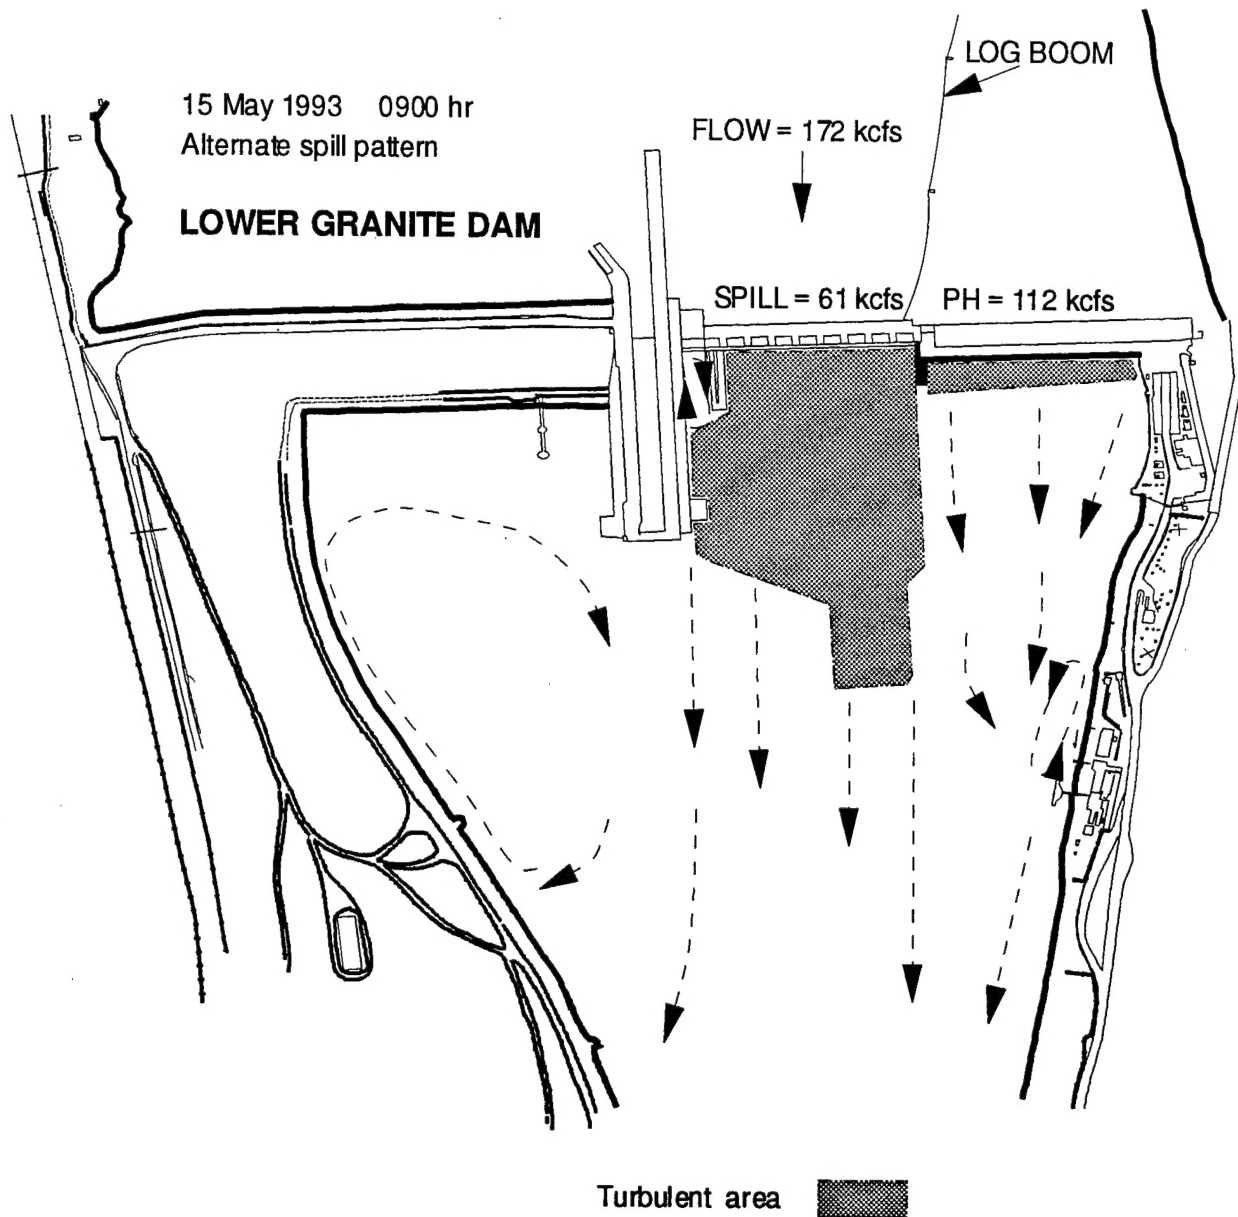 LOG BOOM
15 May 1993 0900 hr
Alternate spill pattern
FLOW = 172 kcfs
LOWER GRANITE DAM
SPILL = 61 kcfs PH = 112 kcfs
Turbulent area